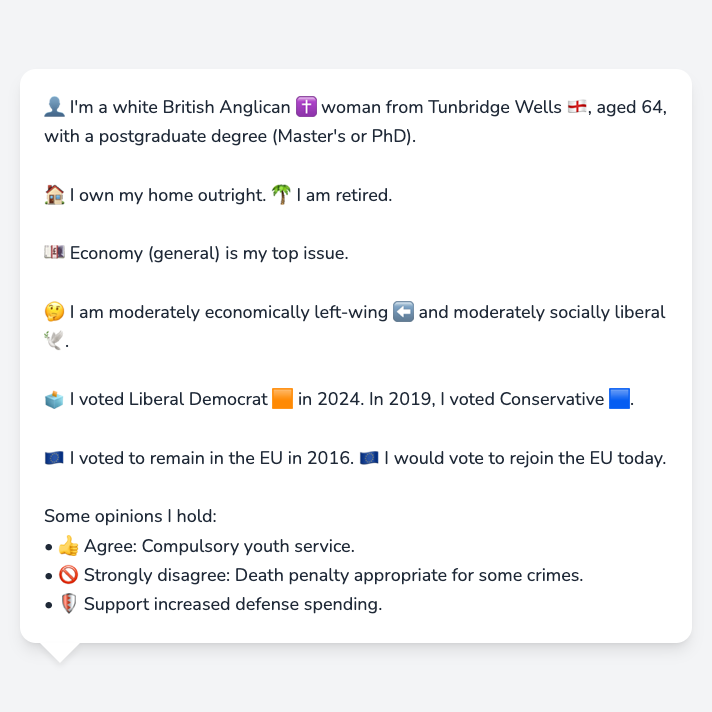 👤 I'm a white British Anglican ✝️ woman from Tunbridge Wells 🏴󠁧󠁢󠁥󠁮󠁧󠁿, aged 64,
with a postgraduate degree (Master's or PhD).
🏠 I own my home outright. 🌴 I am retired.
💷 Economy (general) is my top issue.
🤔 I am moderately economically left-wing ⬅️ and moderately socially liberal
🕊️.
🗳️ I voted Liberal Democrat 🟧 in 2024. In 2019, I voted Conservative 🟦.
🇪🇺 I voted to remain in the EU in 2016. 🇪🇺 I would vote to rejoin the EU today.
Some opinions I hold:
• 👍 Agree: Compulsory youth service.
• 🚫 Strongly disagree: Death penalty appropriate for some crimes.
• 🛡️ Support increased defense spending.